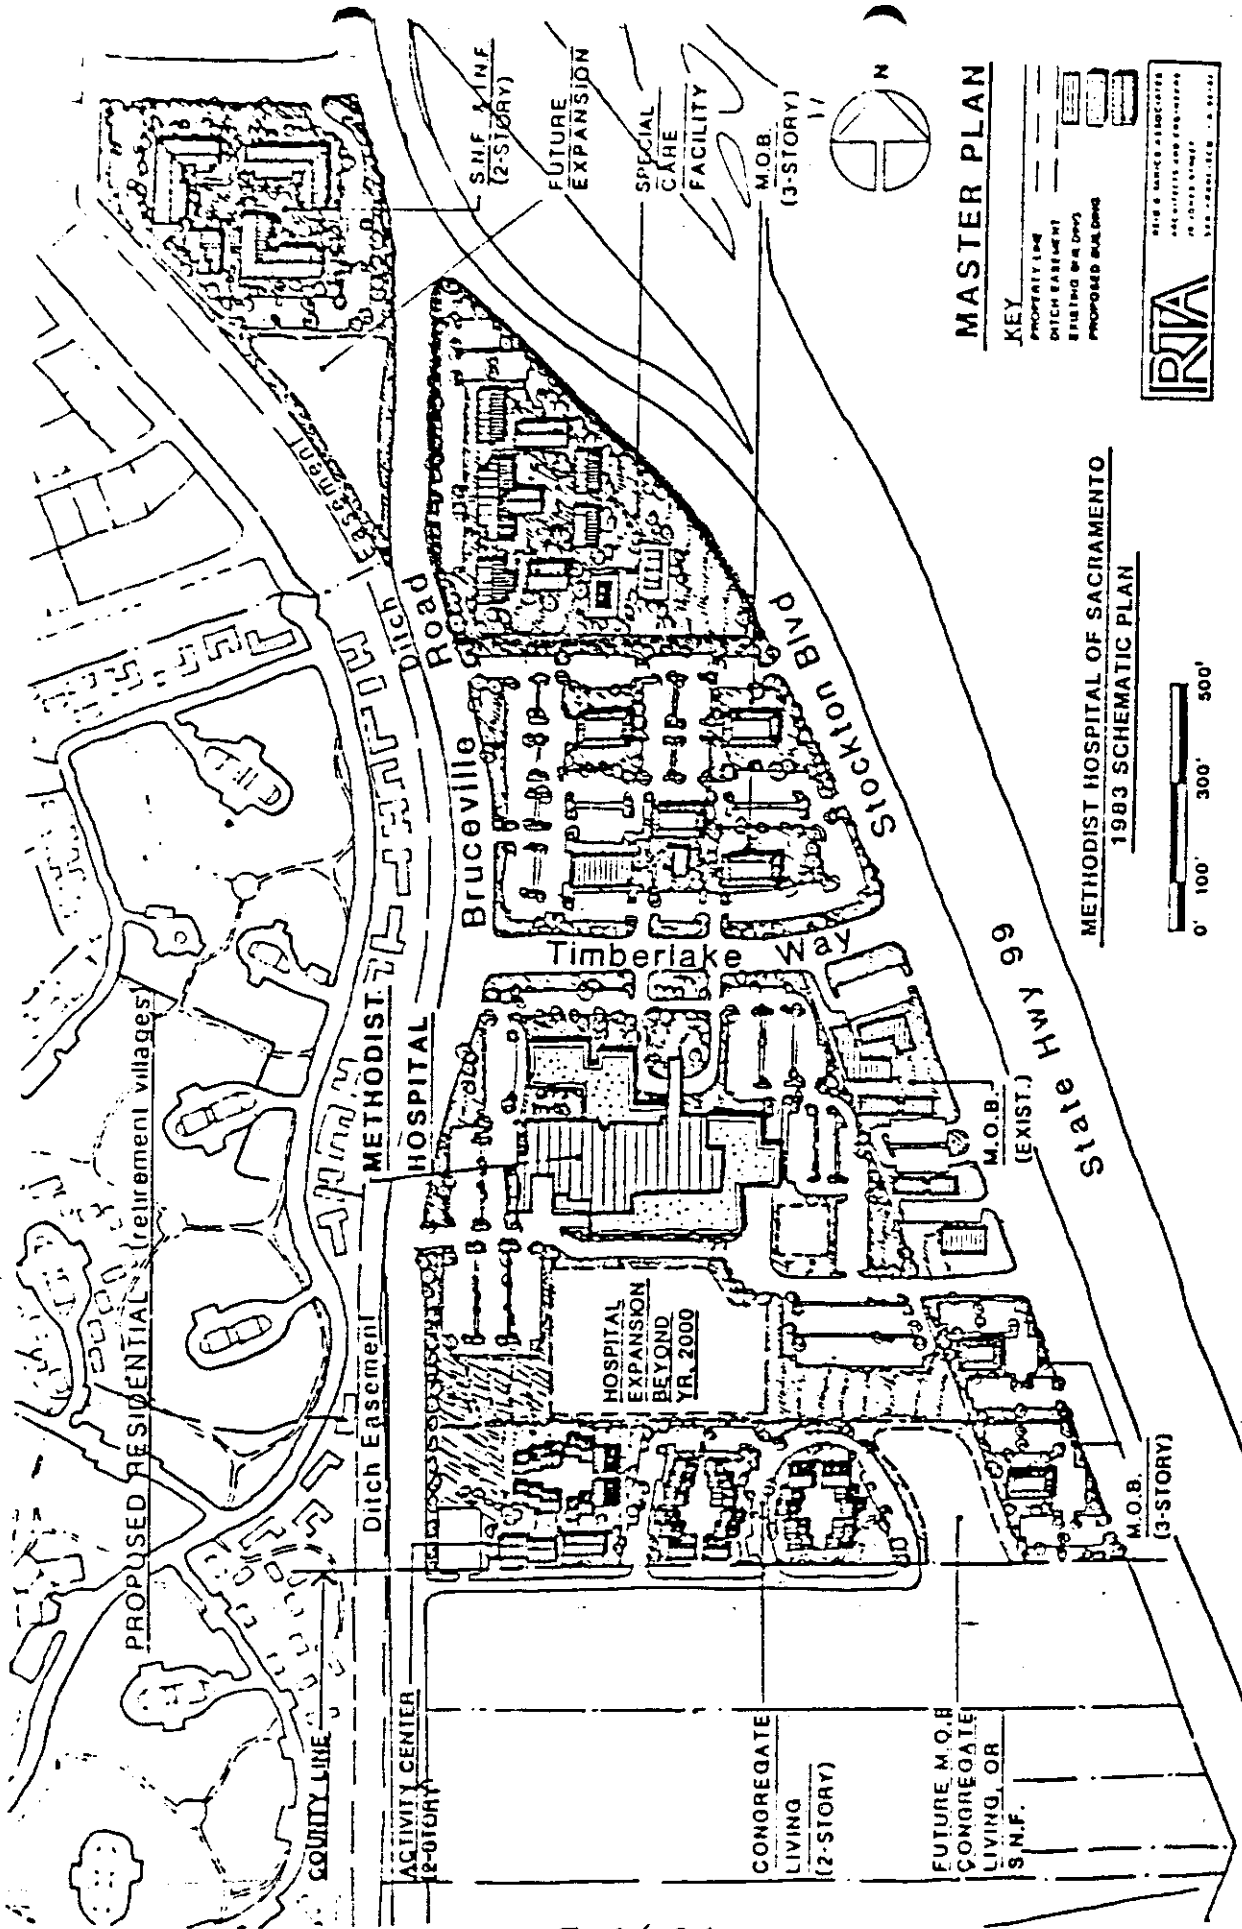 S.N.F. & I.N.F.
(2-STORY)
FUTURE
EXPANSION
SPECIAL
CARE
FACILITY
M.O.B.
(3-STORY)
N
MASTER PLAN
KEY
PROPERTY LINE
DITCH EASEMENT
EXISTING BUILDINGS
PROPOSED BUILDING
RTA
METHODIST HOSPITAL OF SACRAMENTO
1983 SCHEMATIC PLAN
0' 100' 300' 500'
Easement
Ditch
Bruceville Road
Stockton Blvd
Timberlake Way
State Hwy 99
METHODIST
HOSPITAL
M.O.B.
(EXIST.)
PROPOSED RESIDENTIAL (retirement villages)
Ditch Easement
HOSPITAL
EXPANSION
BEYOND
YR. 2000
M.O.B.
(3-STORY)
COUNTY LINE
ACTIVITY CENTER
(2-STORY)
CONGREGATE
LIVING
(2-STORY)
FUTURE M.O.B
CONGREGATE
LIVING, OR
S.N.F.